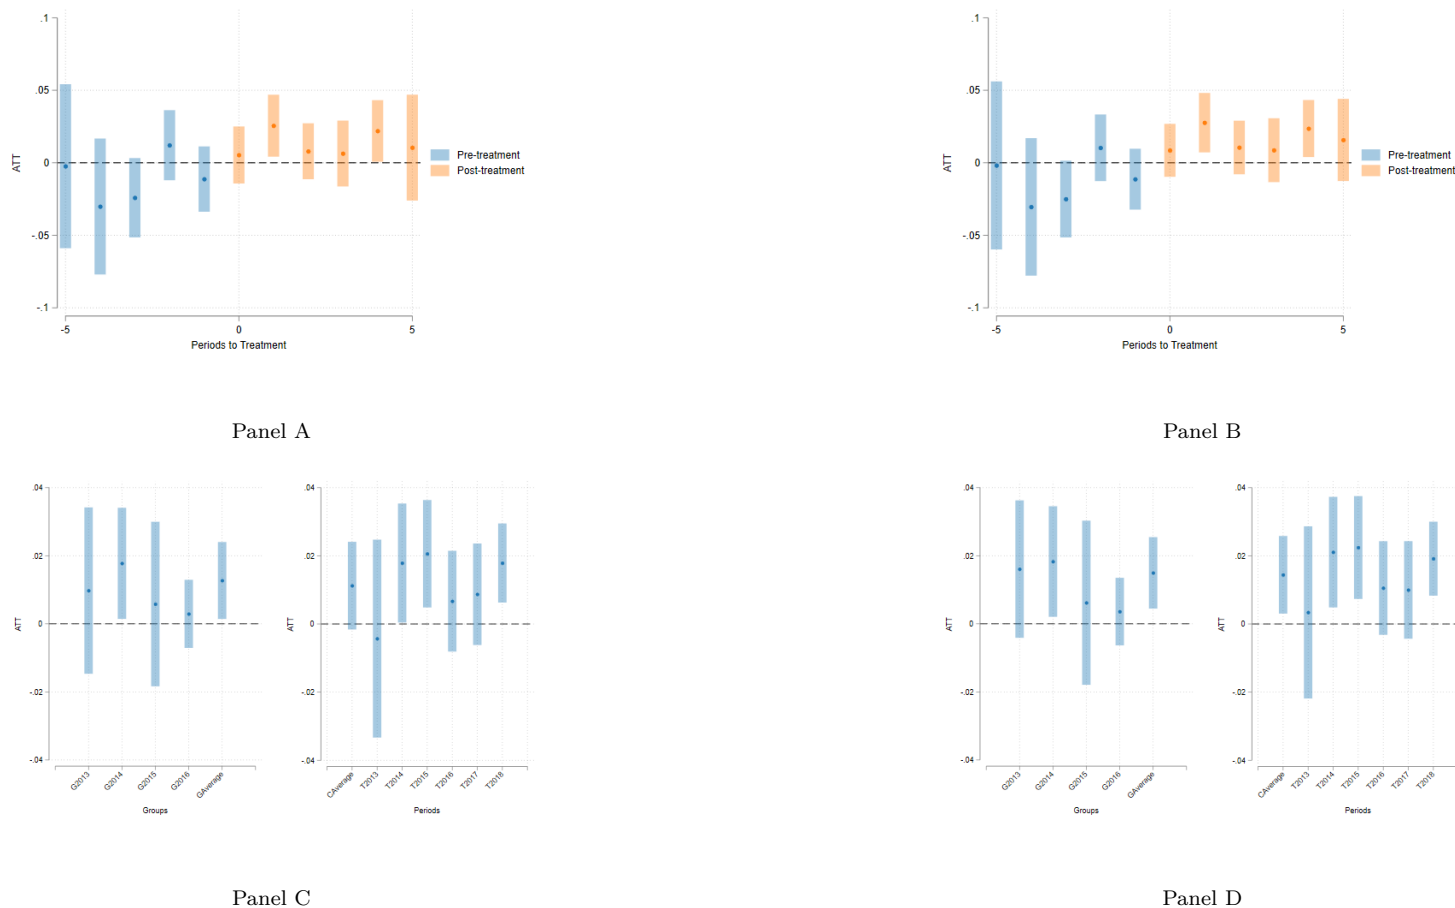 .1
.05
0
-.05
-.1
ATT
-5
0
5
Periods to Treatment
Pre-treatment
Post-treatment
Panel A
.1
.05
0
-.05
-.1
ATT
-5
0
5
Periods to Treatment
Pre-treatment
Post-treatment
Panel B
.04
.02
0
-.02
-.04
ATT
G2013
G2014
G2015
G2016
GAverage
Groups
.04
.02
0
-.02
-.04
ATT
CAverage
T2013
T2014
T2015
T2016
T2017
T2018
Periods
Panel C
.04
.02
0
-.02
-.04
ATT
G2013
G2014
G2015
G2016
GAverage
Groups
.04
.02
0
-.02
-.04
ATT
CAverage
T2013
T2014
T2015
T2016
T2017
T2018
Periods
Panel D